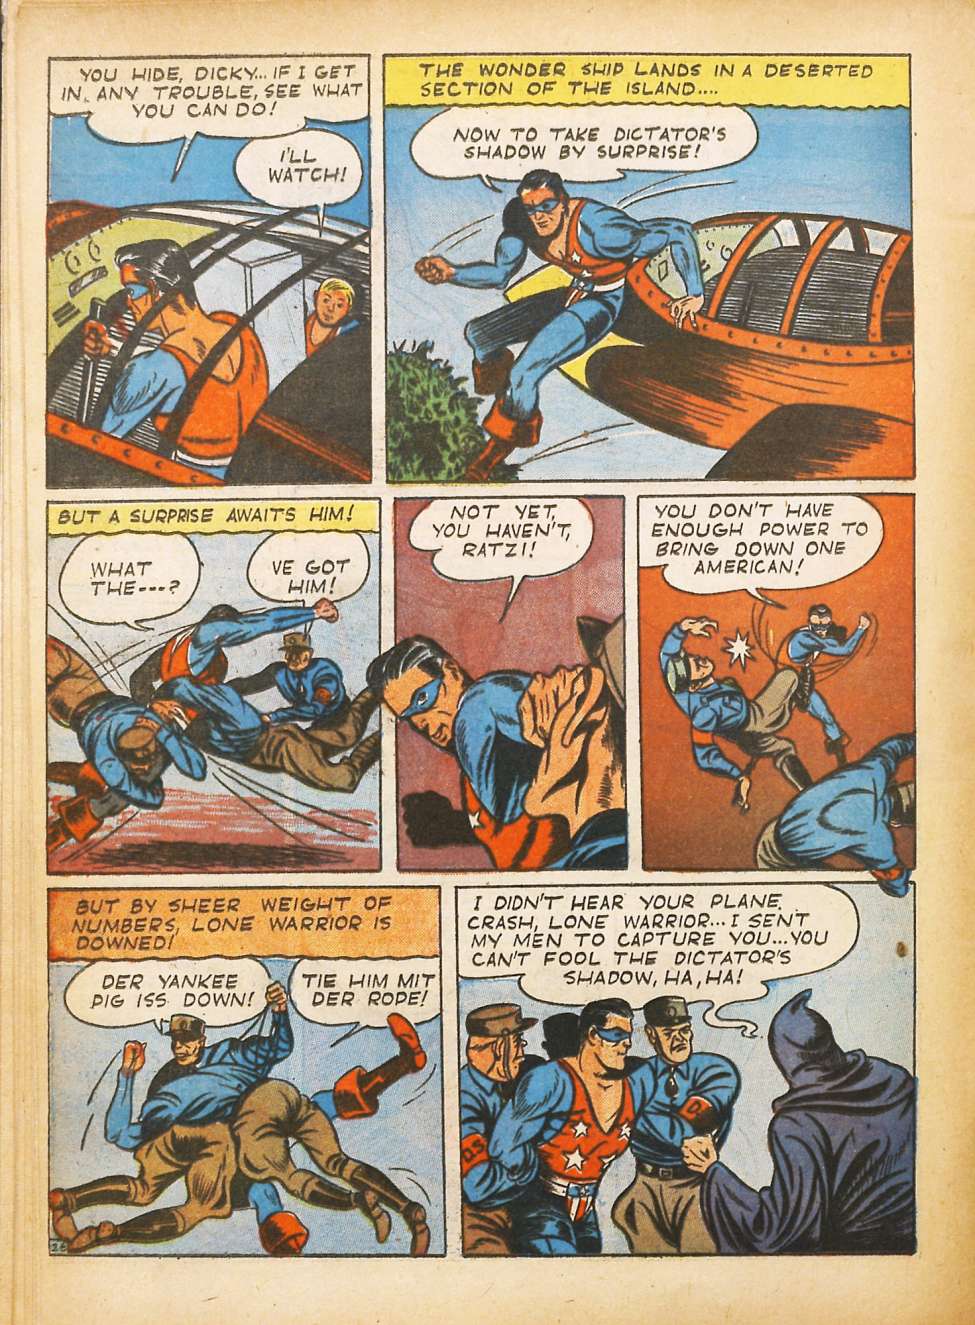 YOU HIDE, DICKY... IF I GET
IN ANY TROUBLE, SEE WHAT
YOU CAN DO!
I'LL
WATCH!
THE WONDER SHIP LANDS IN A DESERTED
SECTION OF THE ISLAND....
NOW TO TAKE DICTATOR'S
SHADOW BY SURPRISE!
BUT A SURPRISE AWAITS HIM!
WHAT
THE---?
VE GOT
HIM!
NOT YET,
YOU HAVEN'T,
RATZI!
YOU DON'T HAVE
ENOUGH POWER TO
BRING DOWN ONE
AMERICAN!
BUT BY SHEER WEIGHT OF
NUMBERS, LONE WARRIOR IS
DOWNED!
DER YANKEE
PIG ISS DOWN!
TIE HIM MIT
DER ROPE!
I DIDN'T HEAR YOUR PLANE
CRASH, LONE WARRIOR... I SENT
MY MEN TO CAPTURE YOU... YOU
CAN'T FOOL THE DICTATOR'S
SHADOW, HA, HA!
D.S
D.